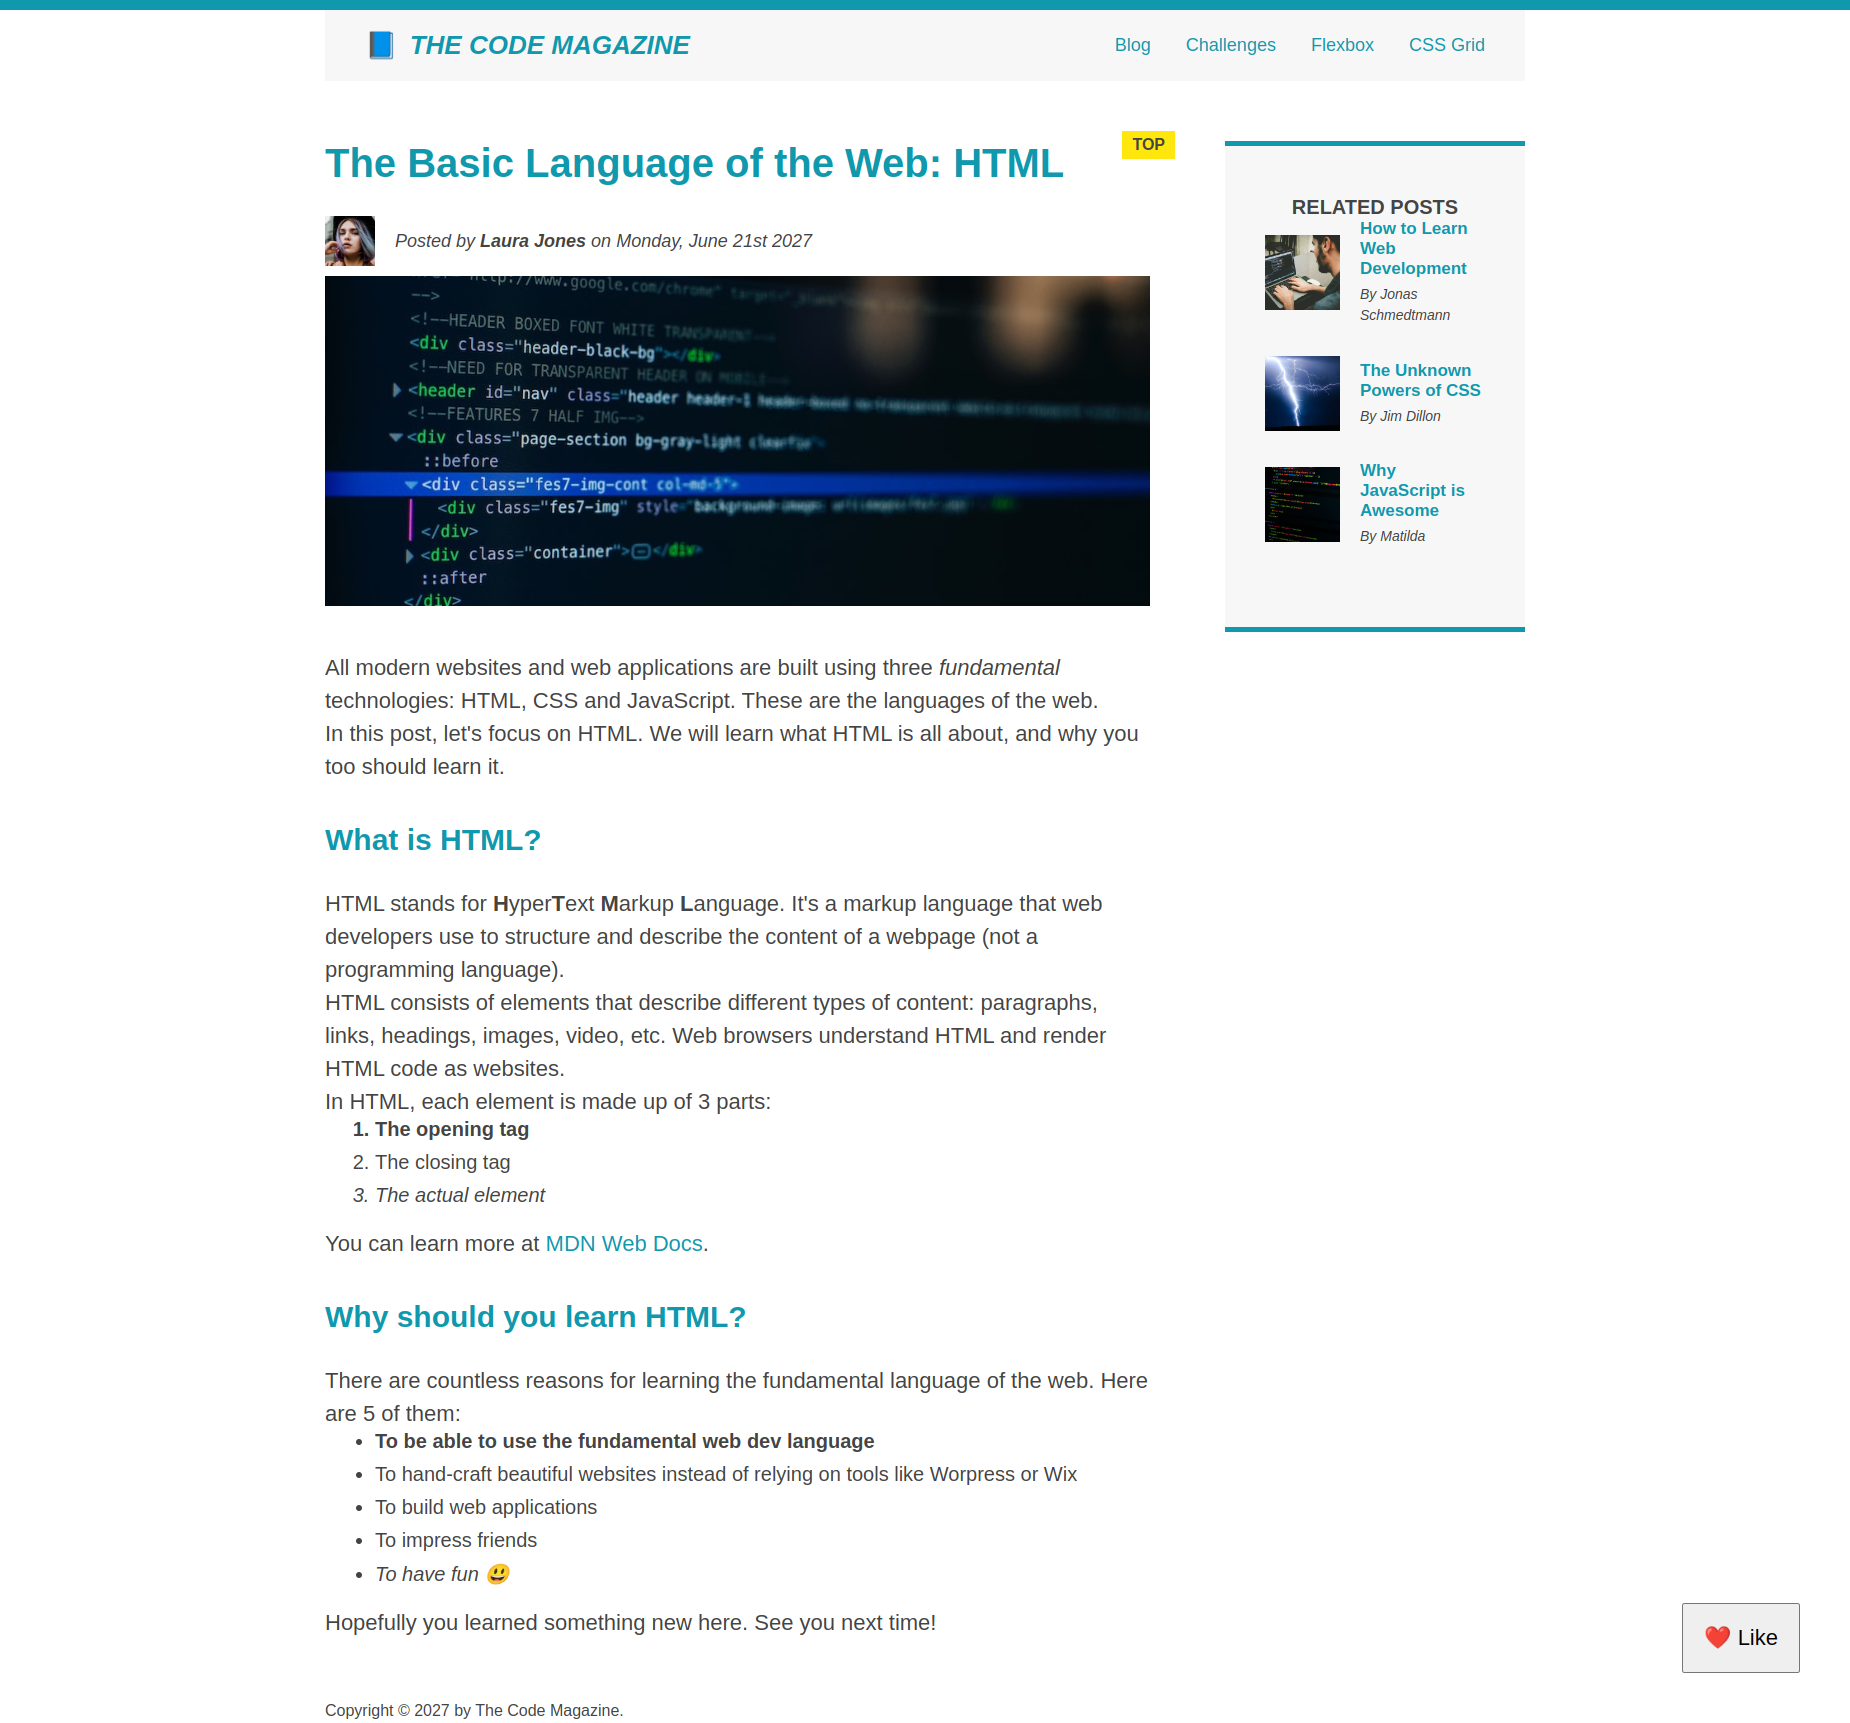 📘 THE CODE MAGAZINE
Blog Challenges Flexbox CSS Grid
The Basic Language of the Web: HTML
TOP
Posted by Laura Jones on Monday, June 21st 2027
-->
<!--HEADER BOXED FONT WHITE TRANSPARENT-->
<div class="header-black-bg"></div>
<!--NEED FOR TRANSPARENT HEADER ON MOBILE-->
<header id="nav" class="header header-1 header-boxed
<!--FEATURES 7 HALF IMG-->
<div class="page-section bg-gray-light clearfix">
::before
<div class="fes7-img-cont col-md-5">
<div class="fes7-img" style="background-image:
</div>
<div class="container"></div>
::after
</div>
All modern websites and web applications are built using three fundamental
technologies: HTML, CSS and JavaScript. These are the languages of the web.
In this post, let's focus on HTML. We will learn what HTML is all about, and why you
too should learn it.
What is HTML?
HTML stands for HyperText Markup Language. It's a markup language that web
developers use to structure and describe the content of a webpage (not a
programming language).
HTML consists of elements that describe different types of content: paragraphs,
links, headings, images, video, etc. Web browsers understand HTML and render
HTML code as websites.
In HTML, each element is made up of 3 parts:
1. The opening tag
2. The closing tag
3. The actual element
You can learn more at MDN Web Docs.
Why should you learn HTML?
There are countless reasons for learning the fundamental language of the web. Here
are 5 of them:
• To be able to use the fundamental web dev language
• To hand-craft beautiful websites instead of relying on tools like Worpress or Wix
• To build web applications
• To impress friends
• To have fun 😃
Hopefully you learned something new here. See you next time!
RELATED POSTS
How to Learn
Web
Development
By Jonas
Schmedtmann
The Unknown
Powers of CSS
By Jim Dillon
Why
JavaScript is
Awesome
By Matilda
❤️ Like
Copyright © 2027 by The Code Magazine.